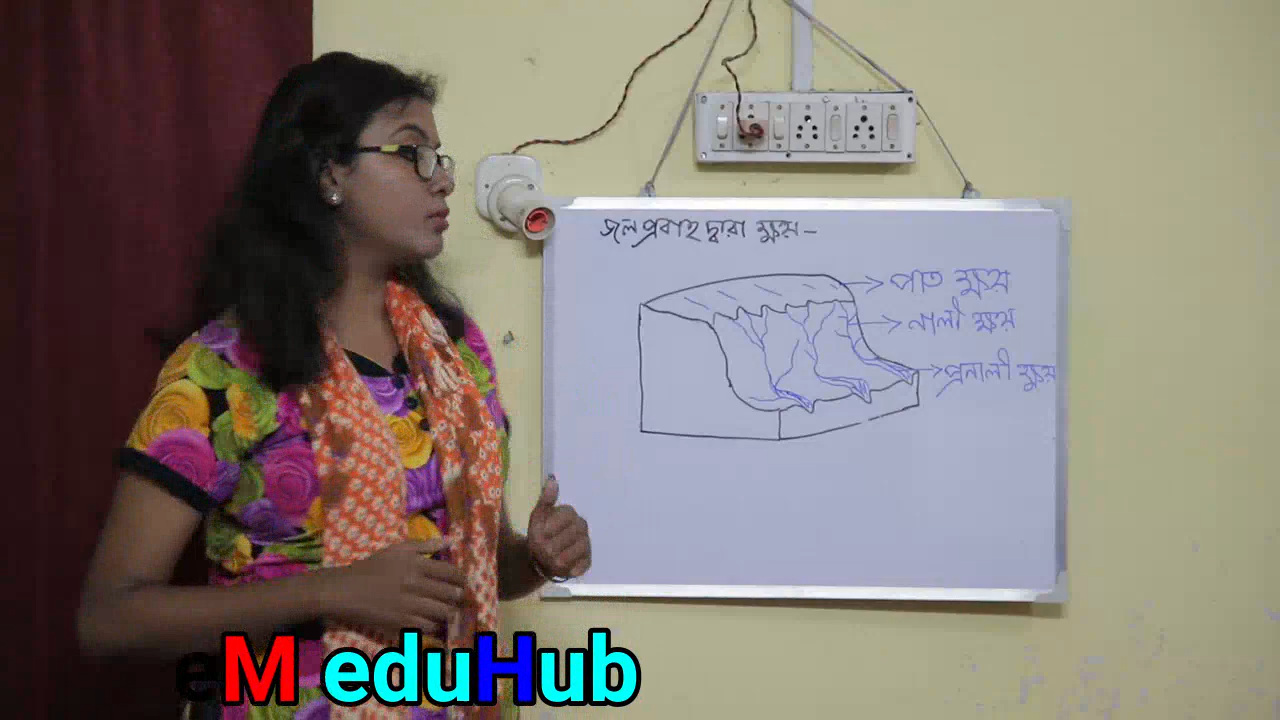 জলপ্রবাহ দ্বারা ক্ষয় –
পাত ক্ষয়
নালী ক্ষয়
প্রনালী ক্ষয়
eM eduHub